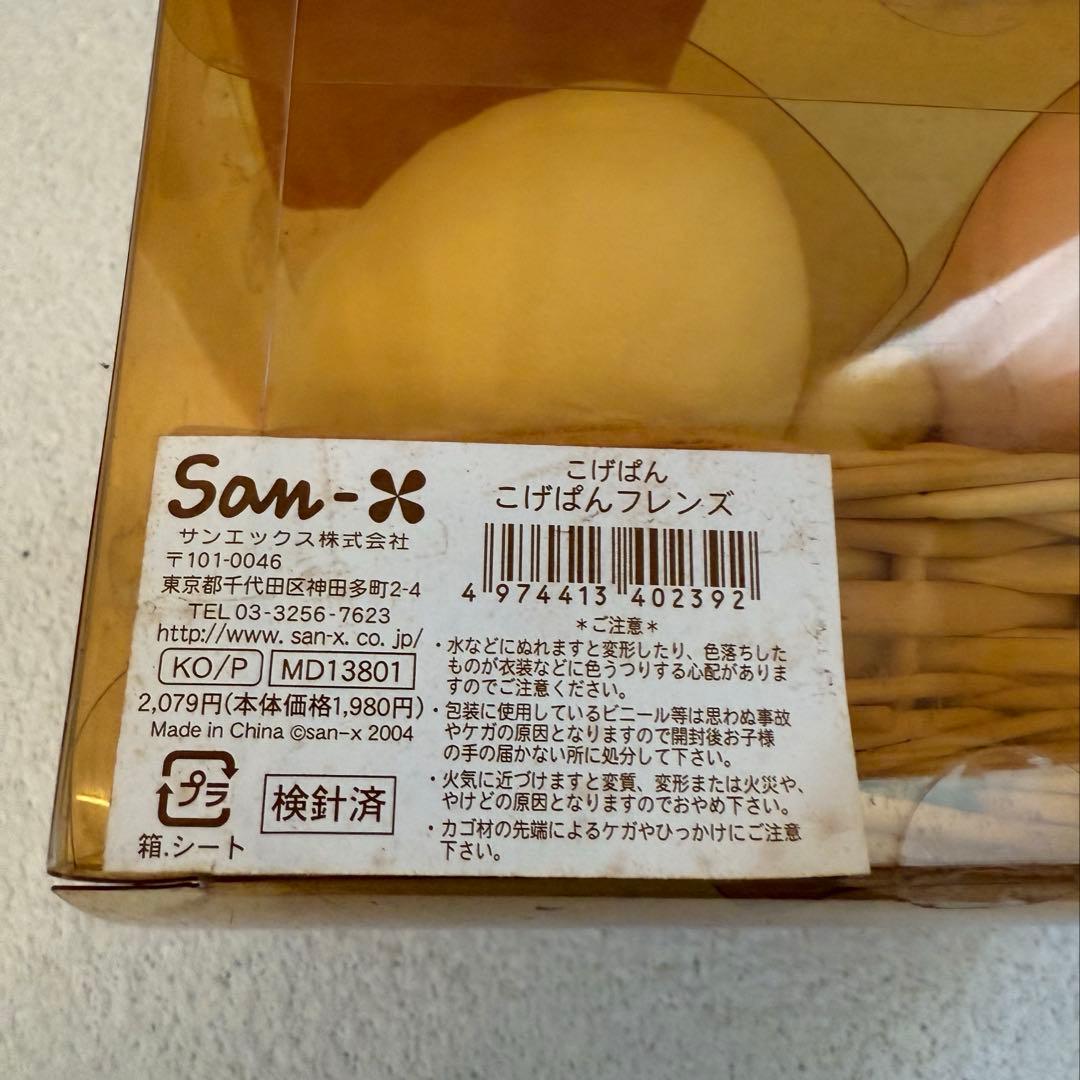 San-X
サンエックス株式会社
〒101-0046
東京都千代田区神田多町2-4
TEL 03-3256-7623
http://www.san-x.co.jp/
KO/P MD13801
2,079円(本体価格1,980円)
Made in China ©san-x 2004
プラ
箱.シート
検針済
こげぱん
こげぱんフレンズ
4 974413 402392
*ご注意*
・水などにぬれますと変形したり、色落ちした
ものが衣装などに色うつりする心配がありま
すのでご注意ください。
・包装に使用しているビニール等は思わぬ事故
やケガの原因となりますので開封後お子様
の手の届かない所に処分して下さい。
・火気に近づけますと変質、変形または火災や、
やけどの原因となりますのでおやめ下さい。
・カゴ材の先端によるケガやひっかけにご注意
下さい。